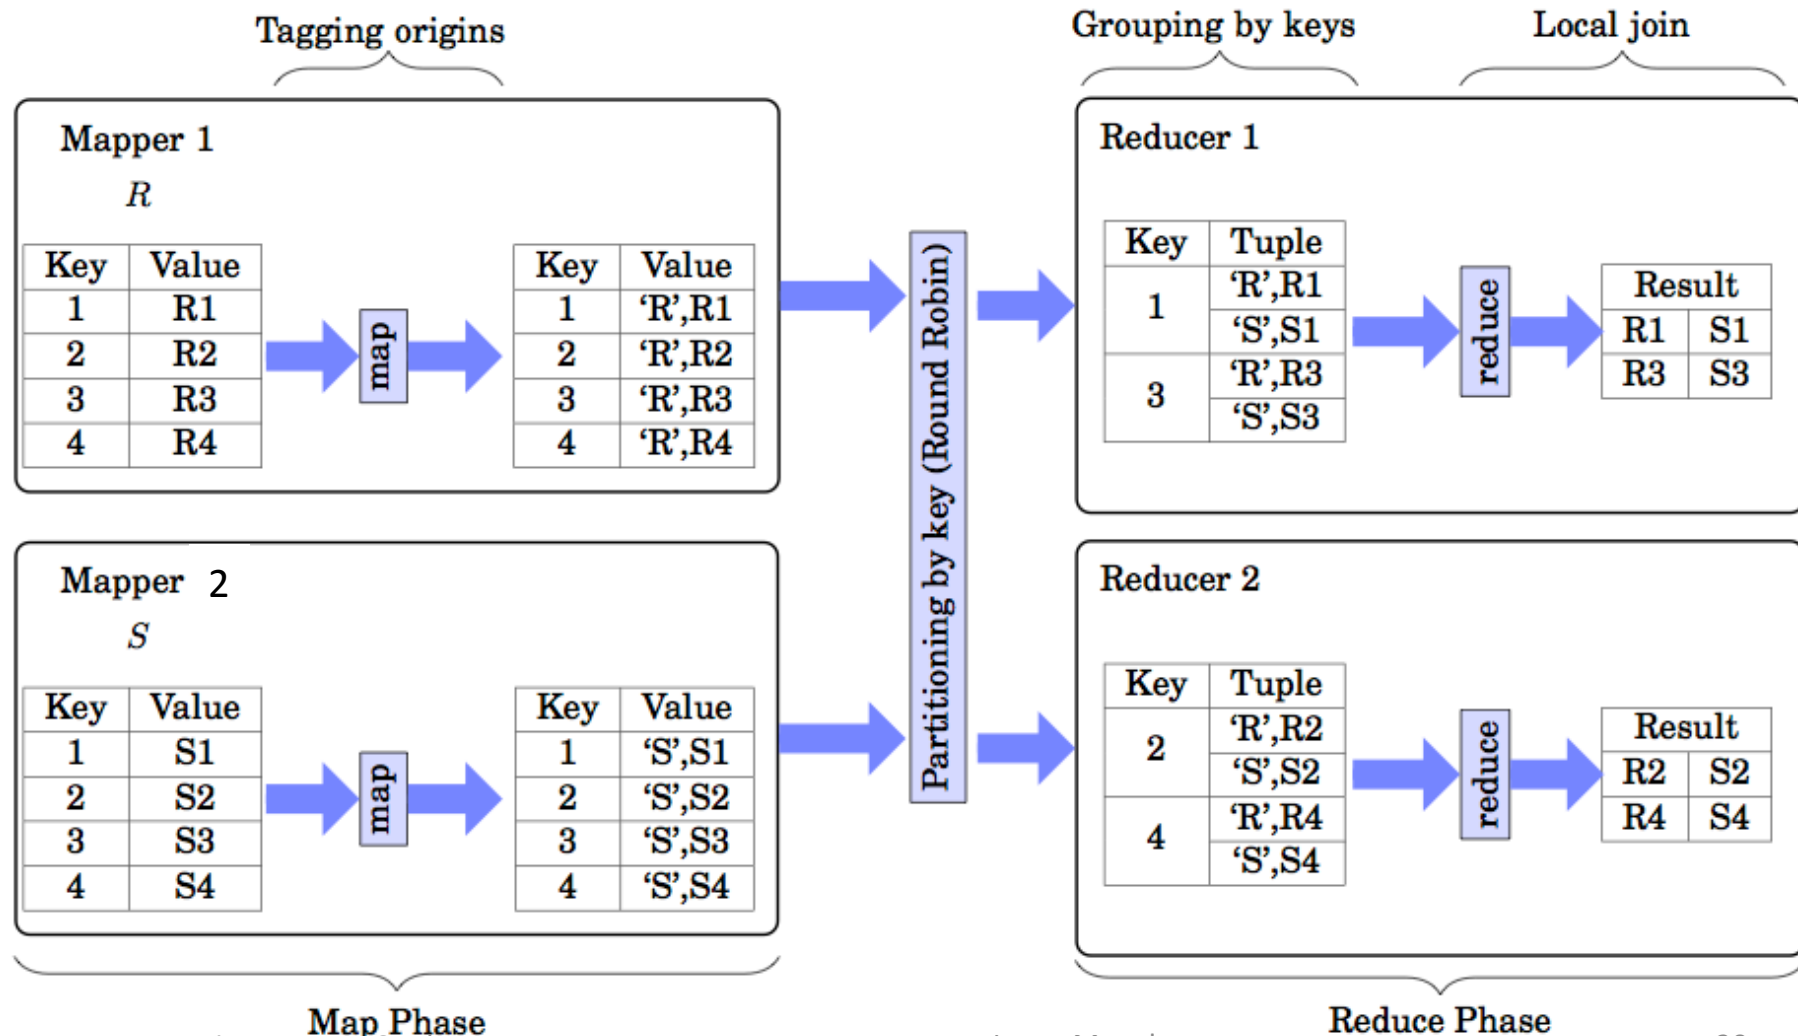 Tagging origins
Grouping by keys
Local join
Mapper 1
R
Key Value
1 R1
2 R2
3 R3
4 R4
map
Key Value
1 ‘R’,R1
2 ‘R’,R2
3 ‘R’,R3
4 ‘R’,R4
Mapper 2
S
Key Value
1 S1
2 S2
3 S3
4 S4
map
Key Value
1 ‘S’,S1
2 ‘S’,S2
3 ‘S’,S3
4 ‘S’,S4
Map Phase
Partitioning by key (Round Robin)
Reducer 1
Key Tuple
1 ‘R’,R1
‘S’,S1
3 ‘R’,R3
‘S’,S3
reduce
Result
R1 S1
R3 S3
Reducer 2
Key Tuple
2 ‘R’,R2
‘S’,S2
4 ‘R’,R4
‘S’,S4
reduce
Result
R2 S2
R4 S4
Reduce Phase